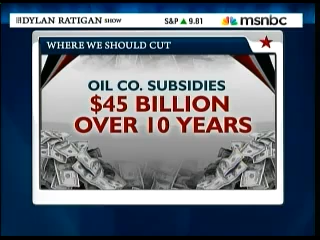 THE DYLAN RATIGAN SHOW
S&P ▲ 9.81
msnbc
WHERE WE SHOULD CUT
OIL CO. SUBSIDIES
$45 BILLION
OVER 10 YEARS